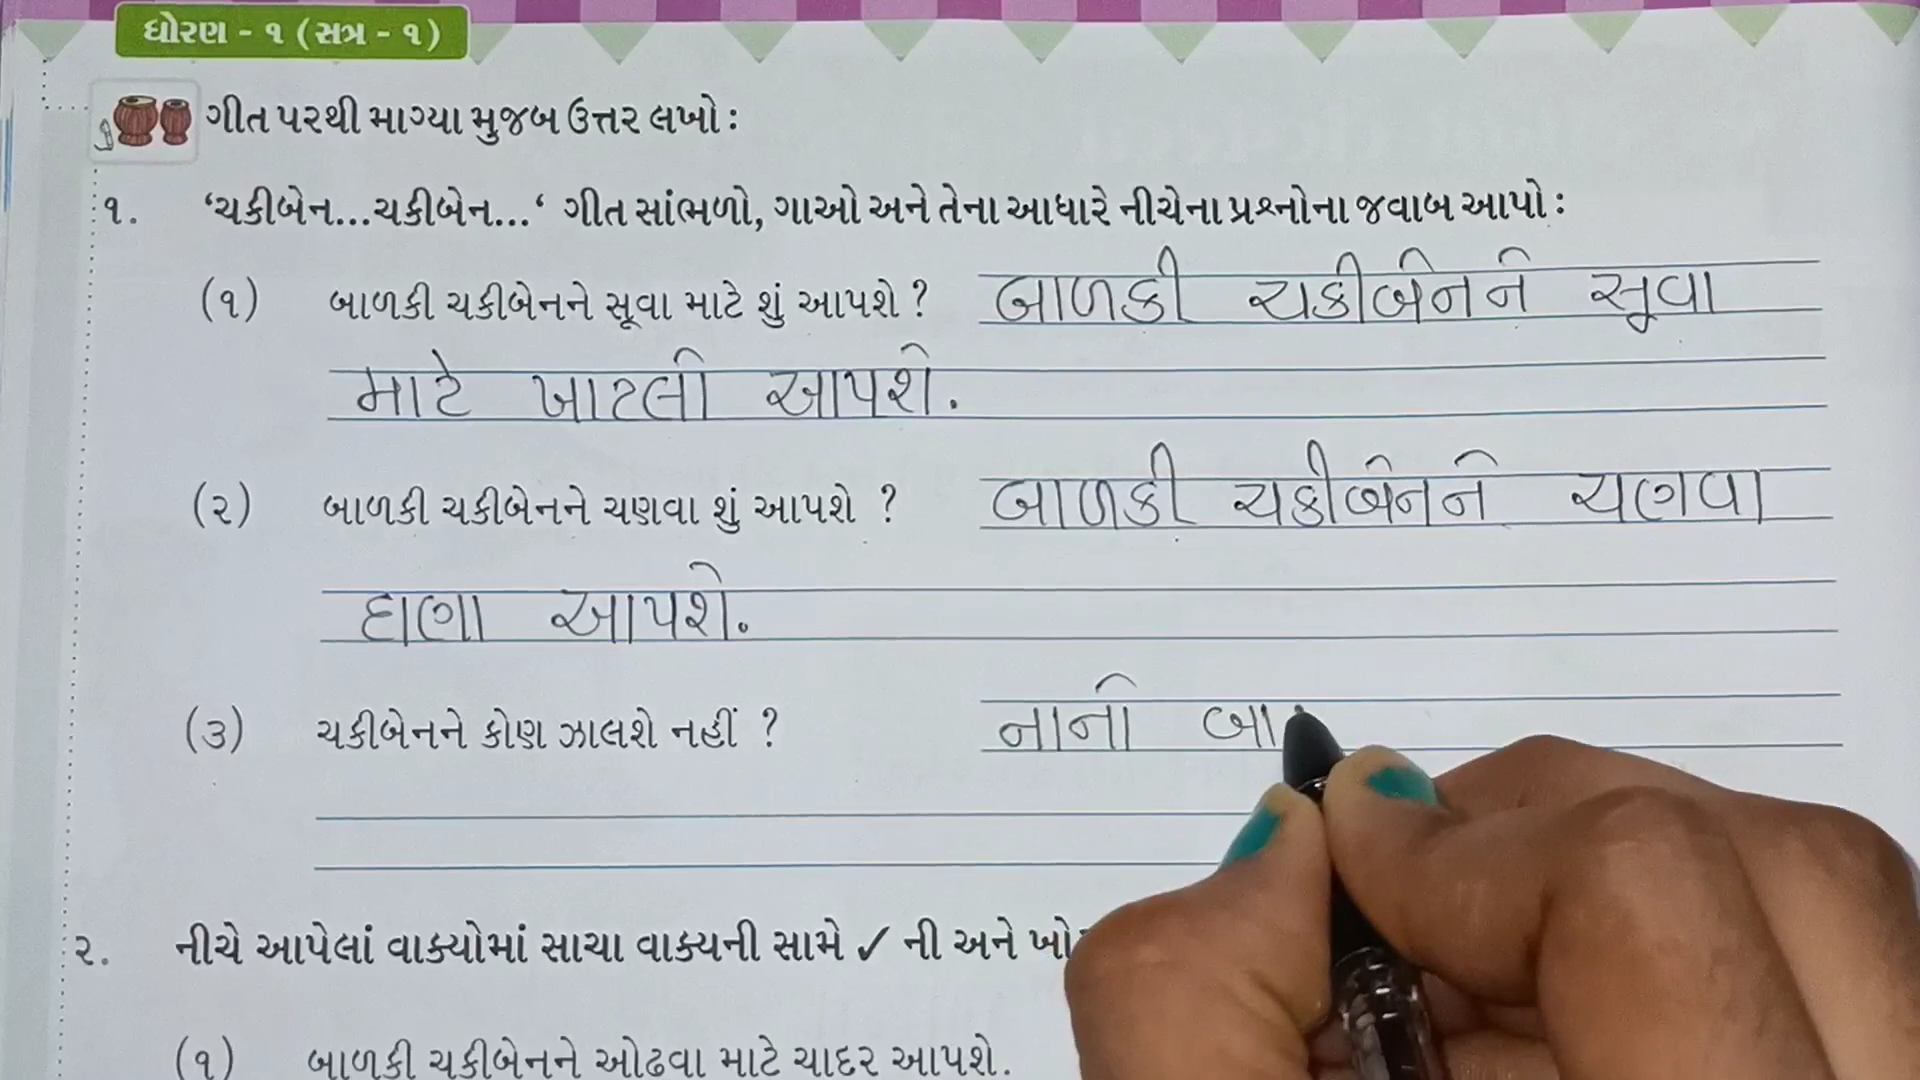 ધોરણ - ૧ (સત્ર - ૧)
ગીત પરથી માગ્યા મુજબ ઉત્તર લખો :
૧. ‘ચકીબેન...ચકીબેન...‘ ગીત સાંભળો, ગાઓ અને તેના આધારે નીચેના પ્રશ્નોના જવાબ આપો :
(૧) બાળકી ચકીબેનને સૂવા માટે શું આપશે ? બાળકી ચકીબેનને સૂવા
માટે ખાટલી આપશે.
(૨) બાળકી ચકીબેનને ચણવા શું આપશે ? બાળકી ચકીબેનને ચણવા
દાણા આપશે.
(૩) ચકીબેનને કોણ ઝાલશે નહીં ? નાનો બા
૨. નીચે આપેલાં વાક્યોમાં સાચા વાક્યની સામે ✓ ની અને
(૧) બાળકી ચકીબેનને ઓઢવા માટે ચાદર આપશે.